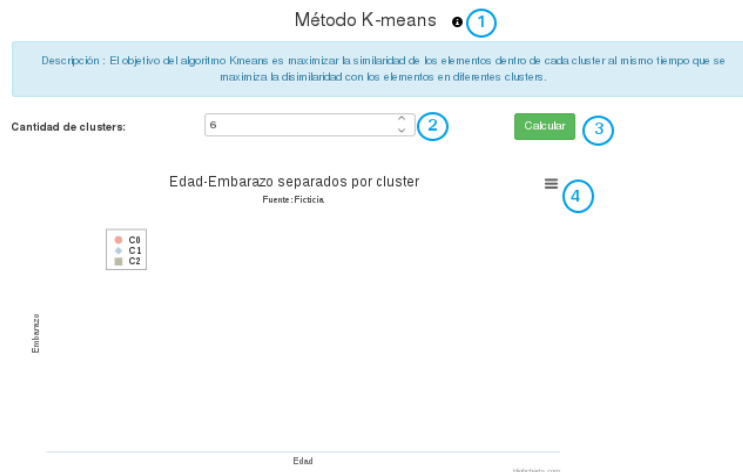 Método K-means 1
Descripción : El objetivo del algoritmo Kmeans es maximizar la similaridad de los elementos dentro de cada cluster al mismo tiempo que se
maximiza la disimilaridad con los elementos en diferentes clusters.
Cantidad de clusters: 6 2 Calcular 3
Edad-Embarazo separados por cluster
4
Fuente: Ficticia
C0
C1
C2
Embarazo
Edad
Highcharts.com